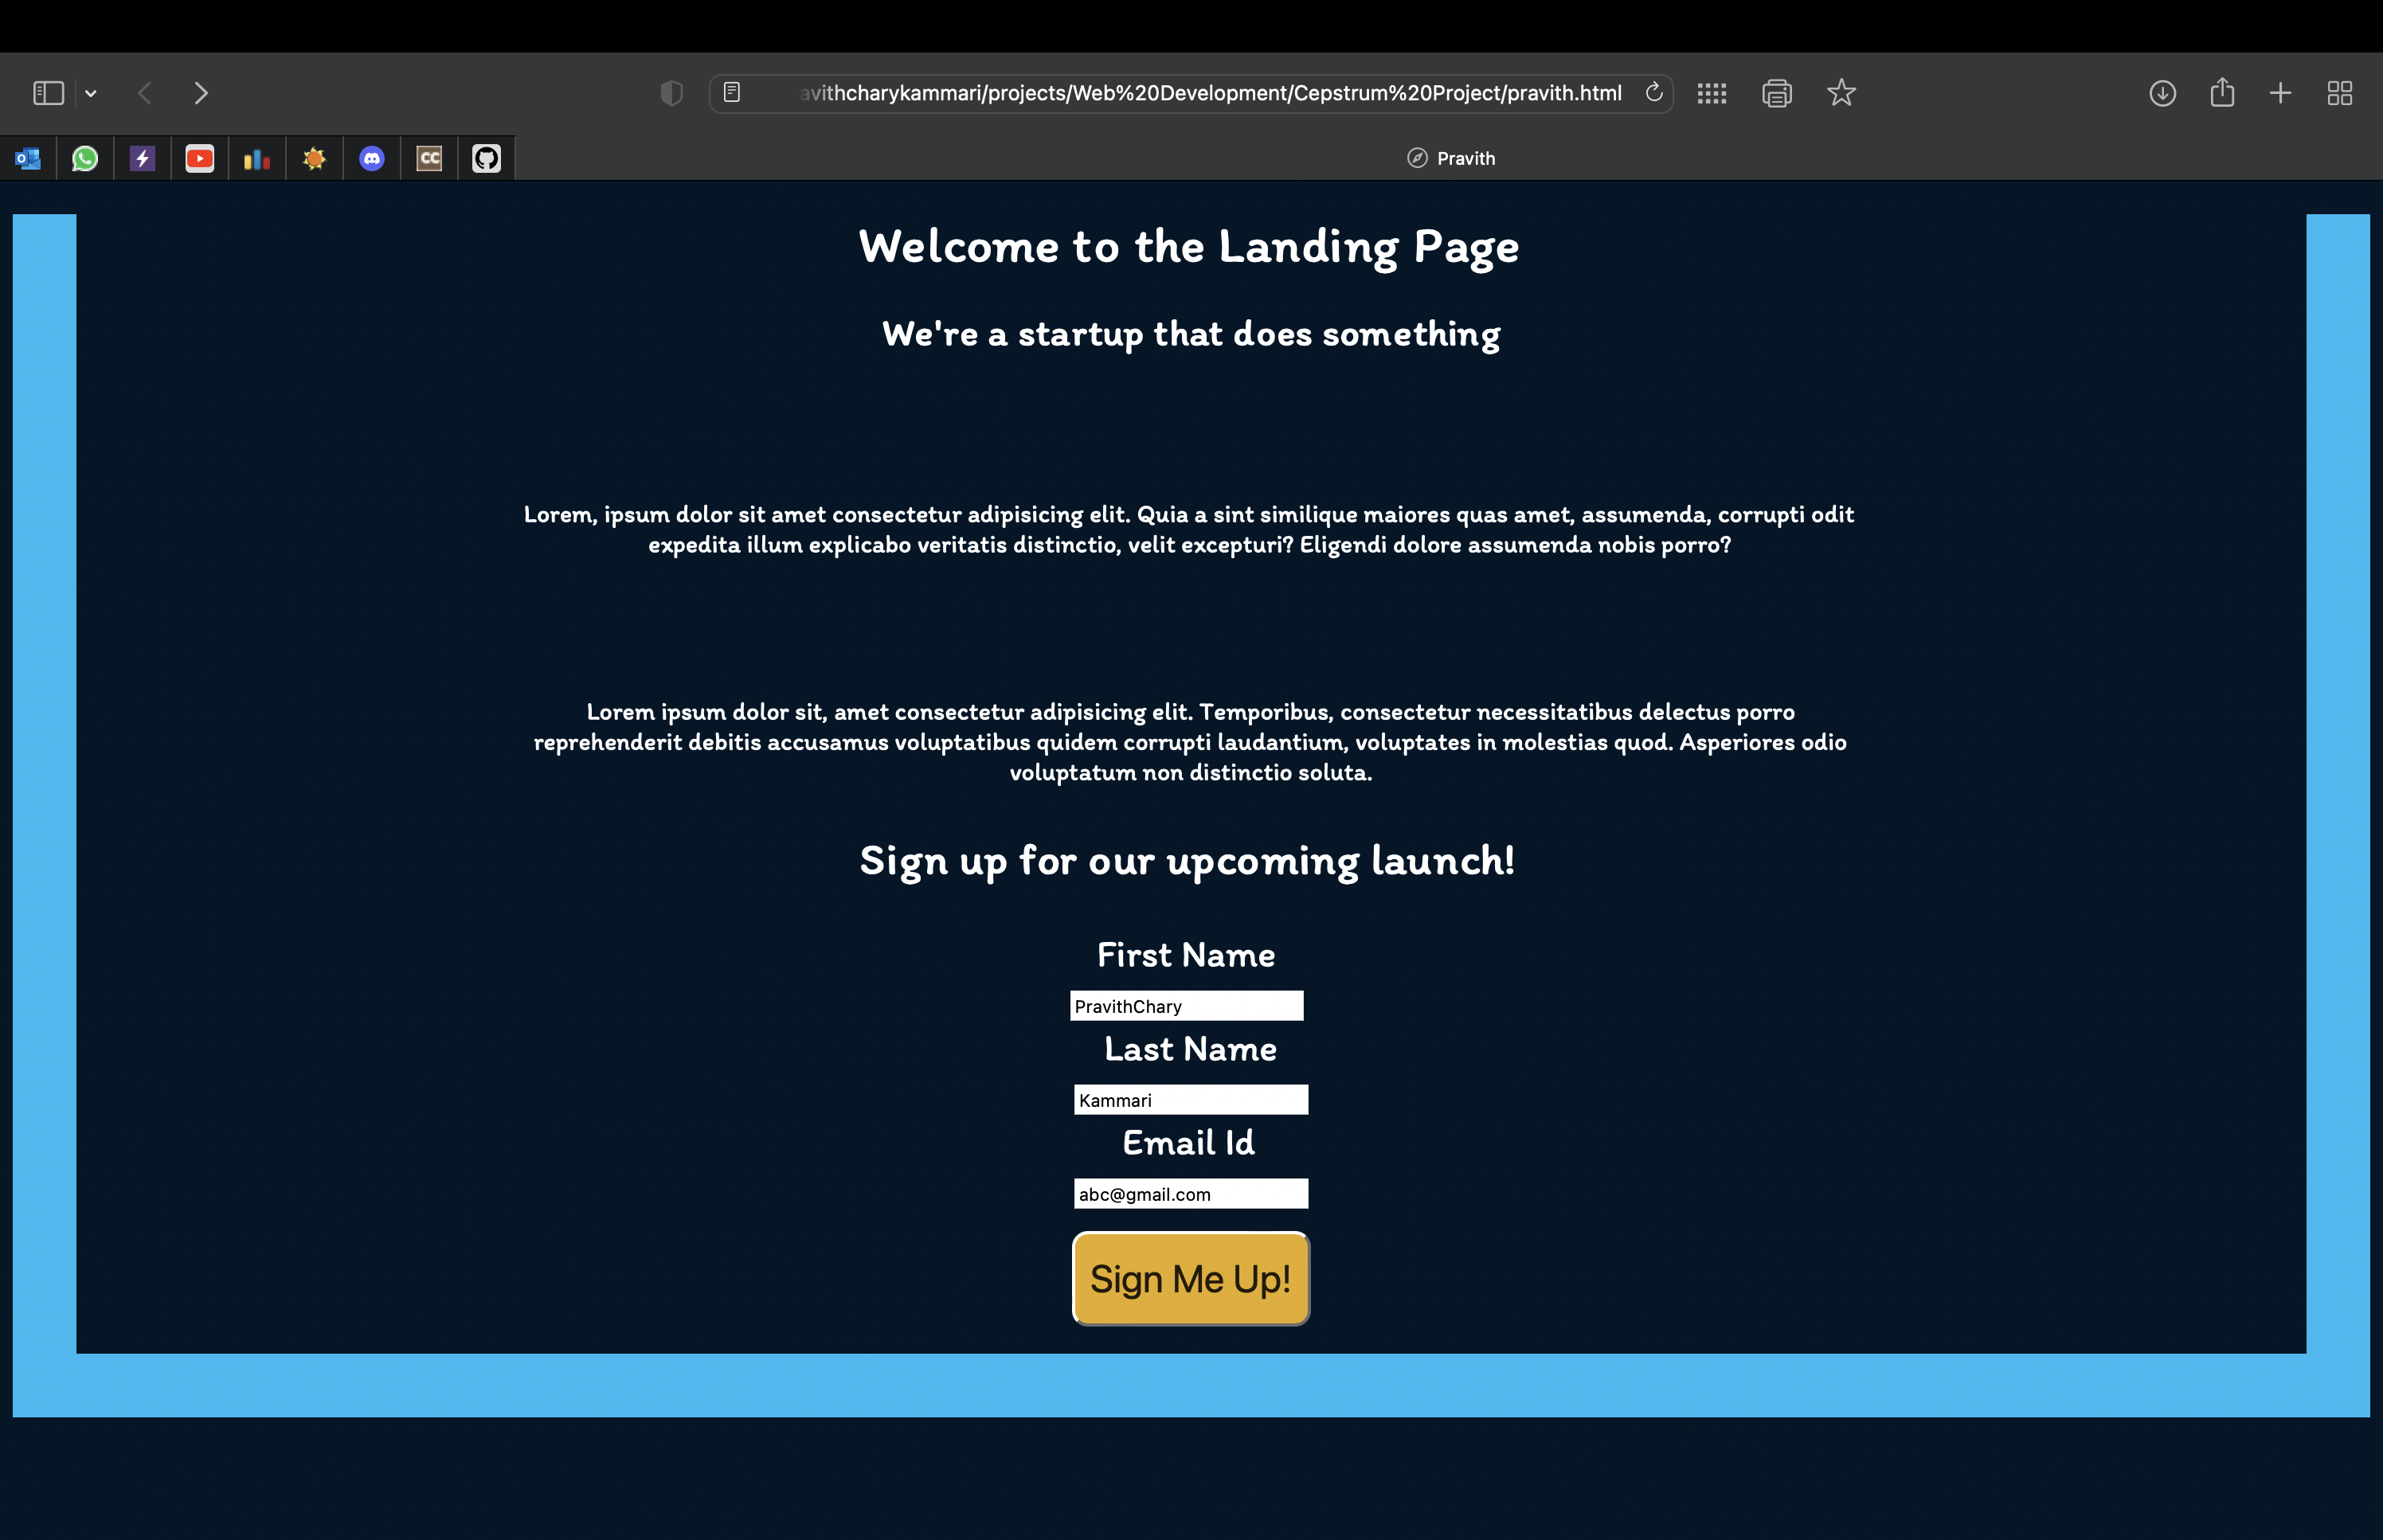 avithcharykammari/projects/Web%20Development/Cepstrum%20Project/pravith.html
CC
Pravith
Welcome to the Landing Page
We're a startup that does something
Lorem, ipsum dolor sit amet consectetur adipisicing elit. Quia a sint similique maiores quas amet, assumenda, corrupti odit
expedita illum explicabo veritatis distinctio, velit excepturi? Eligendi dolore assumenda nobis porro?
Lorem ipsum dolor sit, amet consectetur adipisicing elit. Temporibus, consectetur necessitatibus delectus porro
reprehenderit debitis accusamus voluptatibus quidem corrupti laudantium, voluptates in molestias quod. Asperiores odio
voluptatum non distinctio soluta.
Sign up for our upcoming launch!
First Name
PravithChary
Last Name
Kammari
Email Id
abc@gmail.com
Sign Me Up!